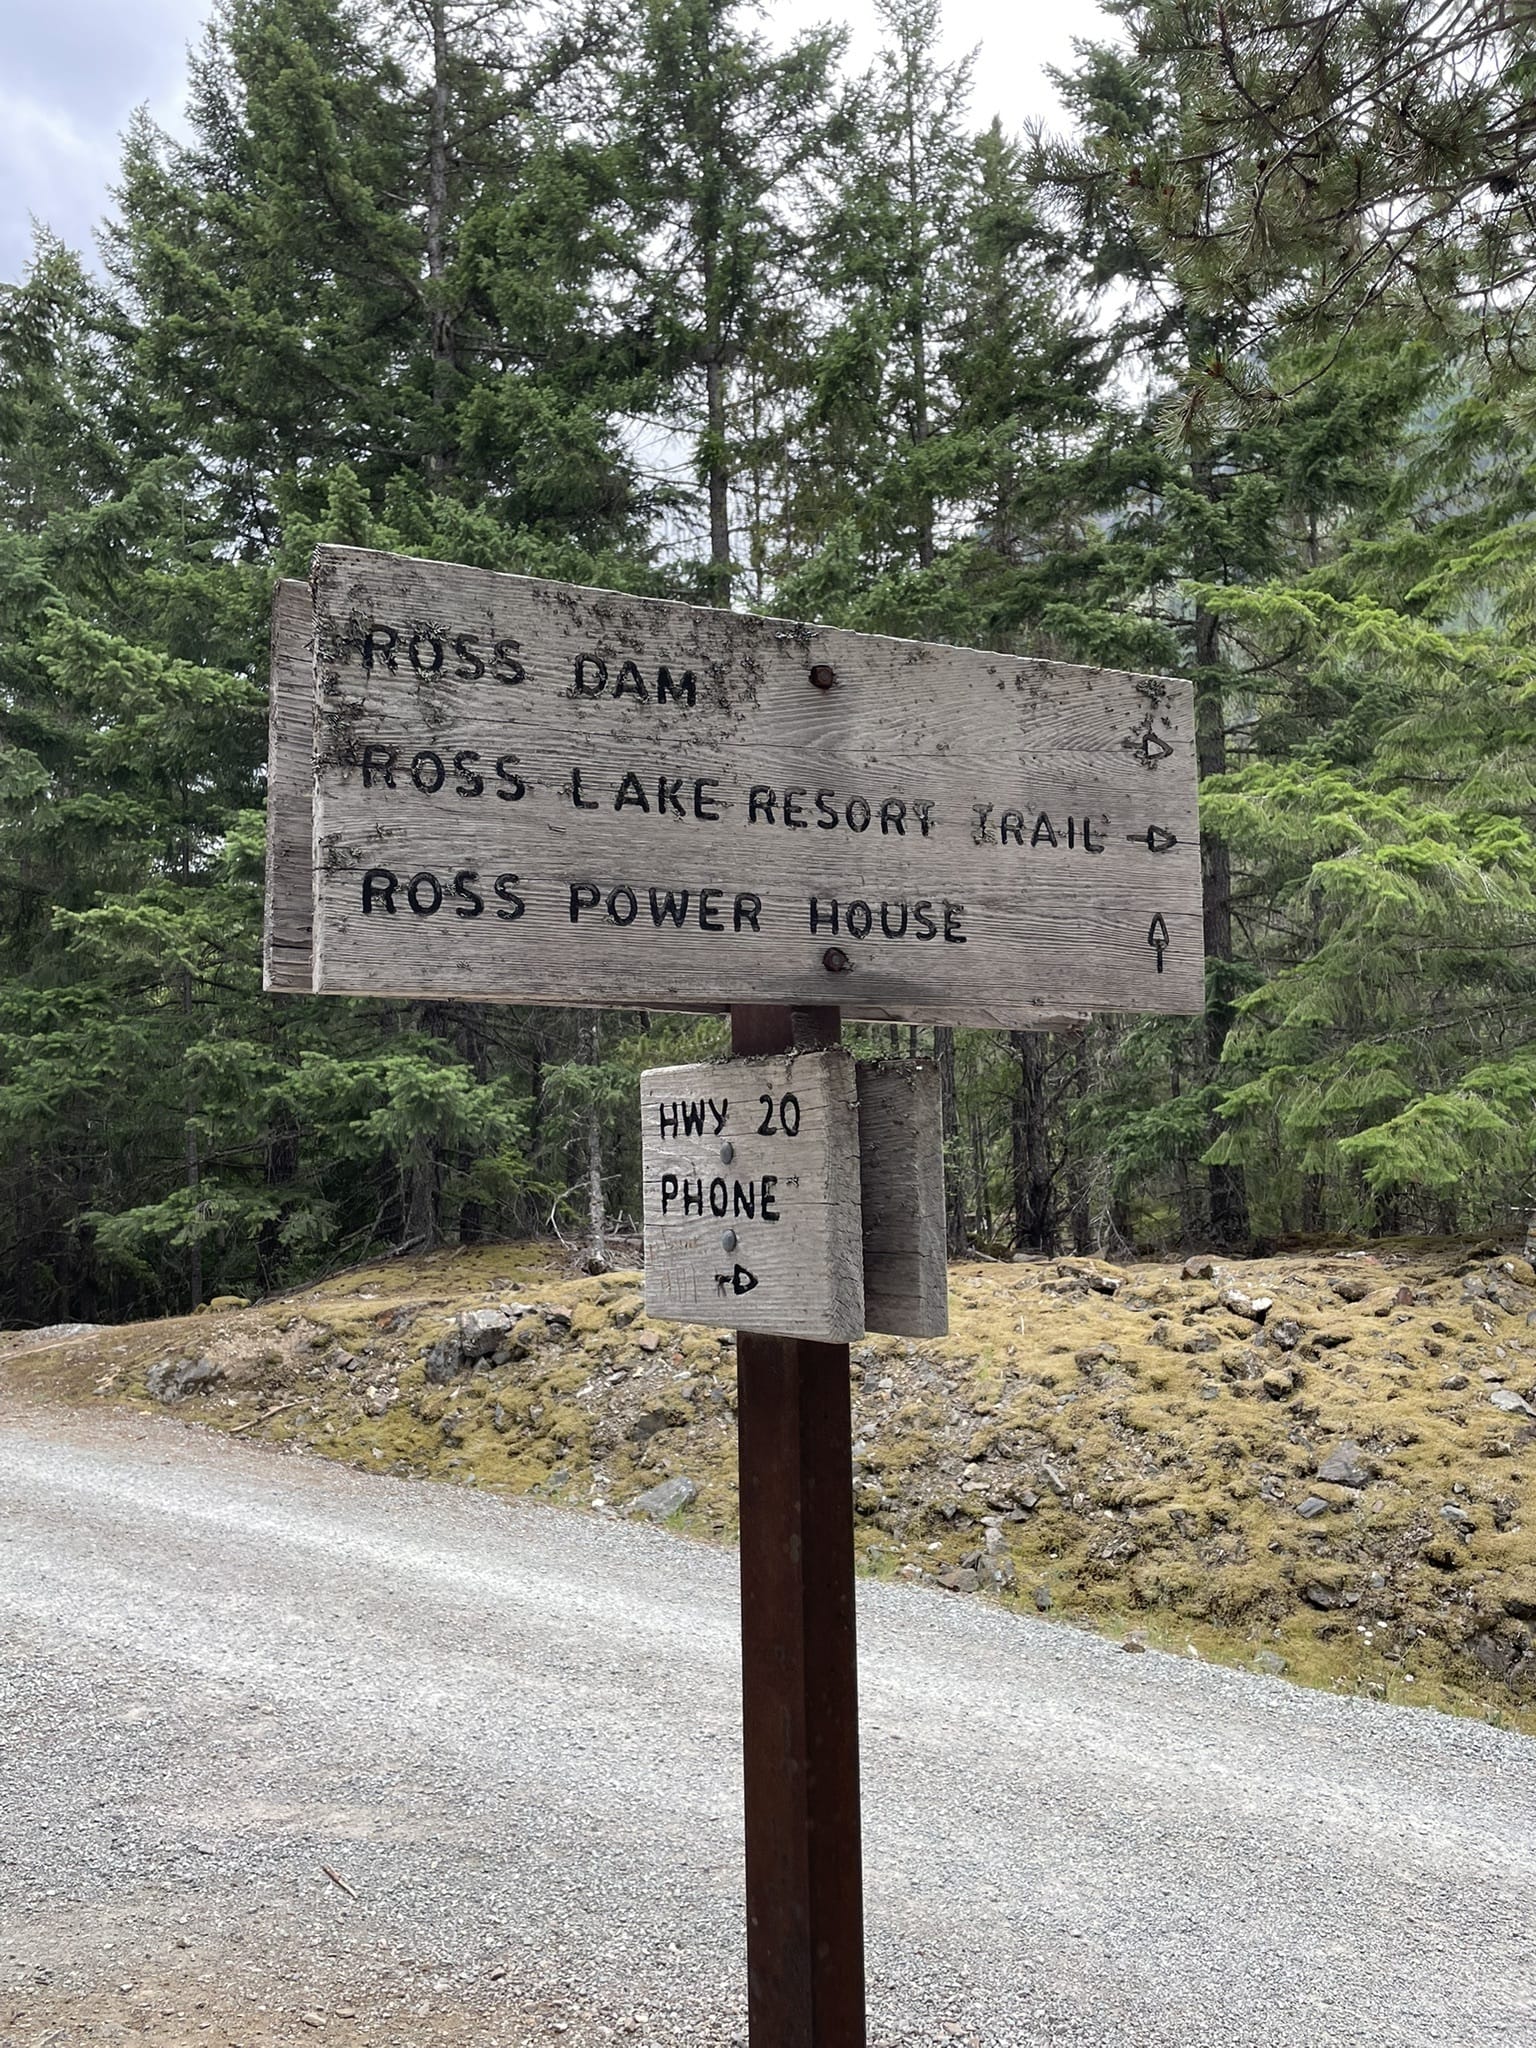 ROSS DAM
ROSS LAKE RESORT TRAIL
ROSS POWER HOUSE
HWY 20
PHONE